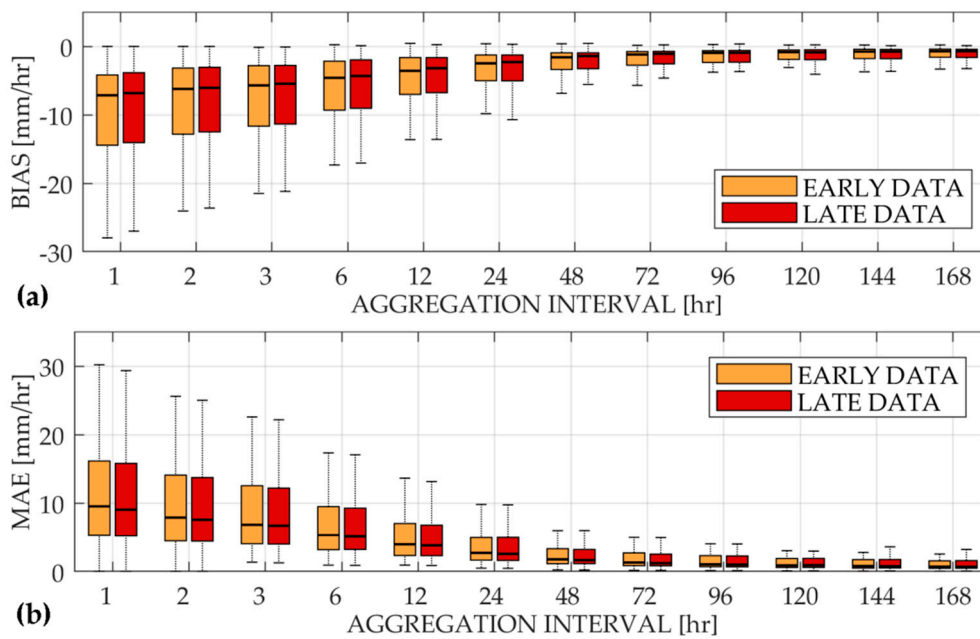 (a)
BIAS [mm/hr]
0
-10
-20
-30
EARLY DATA
LATE DATA
1 2 3 6 12 24 48 72 96 120 144 168
AGGREGATION INTERVAL [hr]
(b)
MAE [mm/hr]
30
20
10
0
EARLY DATA
LATE DATA
1 2 3 6 12 24 48 72 96 120 144 168
AGGREGATION INTERVAL [hr]